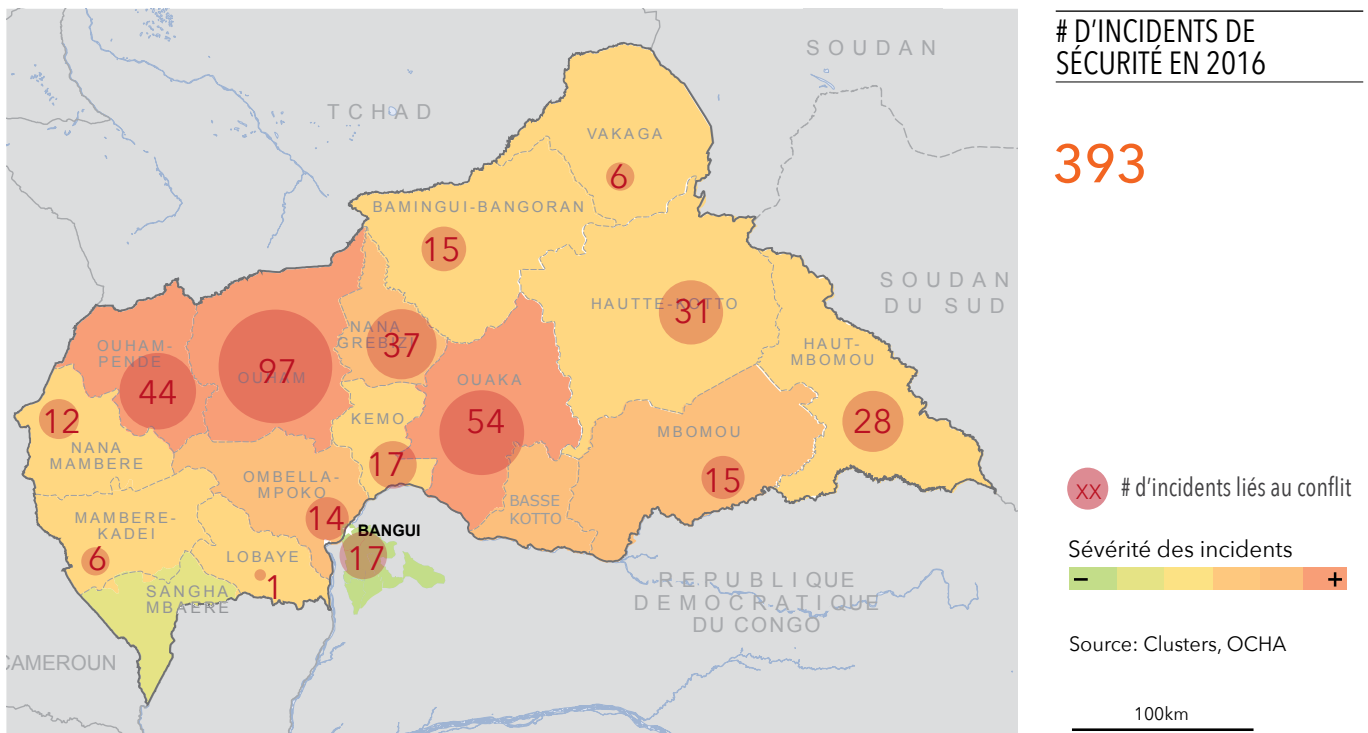 SOUDAN
TCHAD
VAKAGA
6
BAMINGUI-BANGORAN
15
SOUDAN
DU SUD
HAUTTE-KOTTO
31
NANA
GREBIZI
37
OUHAM-
PENDE
44
OUHAM
97
HAUT-
MBOMOU
28
OUAKA
54
KEMO
17
MBOMOU
15
12
NANA
MAMBERE
OMBELLA-
MPOKO
14
BASSE
KOTTO
MAMBERE-
KADEI
6
BANGUI
17
LOBAYE
1
SANGHA
MBAERE
REPUBLIQUE
DEMOCRATIQUE
DU CONGO
CAMEROUN
# D'INCIDENTS DE
SÉCURITÉ EN 2016
393
XX # d'incidents liés au conflit
Sévérité des incidents
– +
Source: Clusters, OCHA
100km